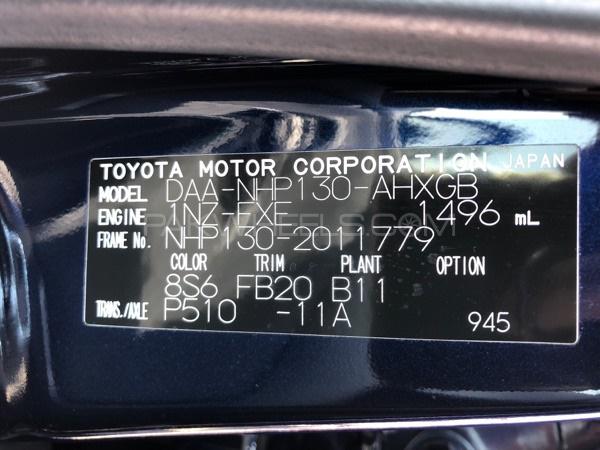 TOYOTA MOTOR CORPORATION JAPAN
MODEL DAA-NHP130-AHXGB
ENGINE 1NZ-FXE 1496 mL
FRAME No. NHP130-2011779
COLOR TRIM PLANT OPTION
8S6 FB20 B11
TRANS./AXLE P510 -11A 945